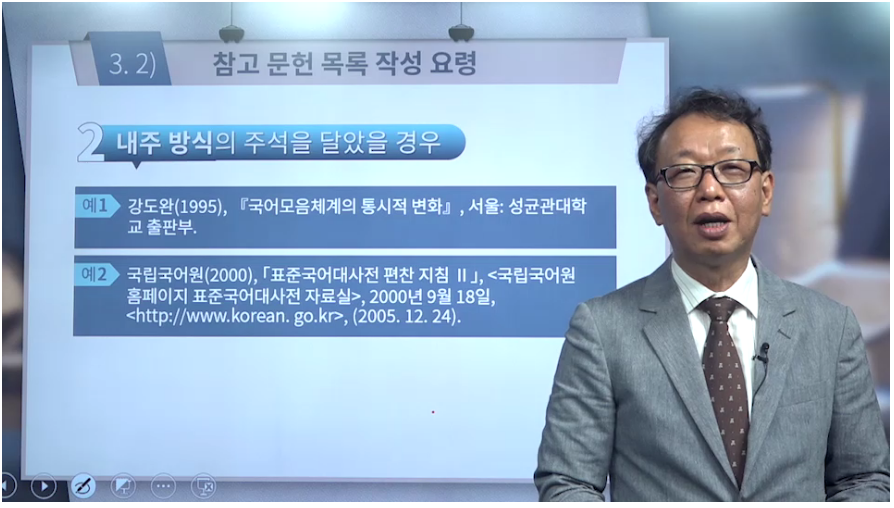 3. 2)
참고 문헌 목록 작성 요령
2 내주 방식의 주석을 달았을 경우
예1 강도완(1995), 『국어모음체계의 통시적 변화』, 서울: 성균관대학
교 출판부.
예2 국립국어원(2000), 「표준국어대사전 편찬 지침 Ⅱ」, <국립국어원
홈페이지 표준국어대사전 자료실>, 2000년 9월 18일,
<http://www.korean. go.kr>, (2005. 12. 24).